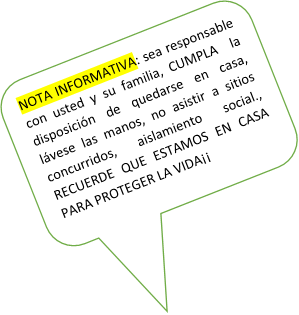 NOTA INFORMATIVA: sea responsable
con usted y su familia, CUMPLA la
disposición de quedarse en casa,
lávese las manos, no asistir a sitios
concurridos, aislamiento social.,
RECUERDE QUE ESTAMOS EN CASA
PARA PROTEGER LA VIDA¡¡